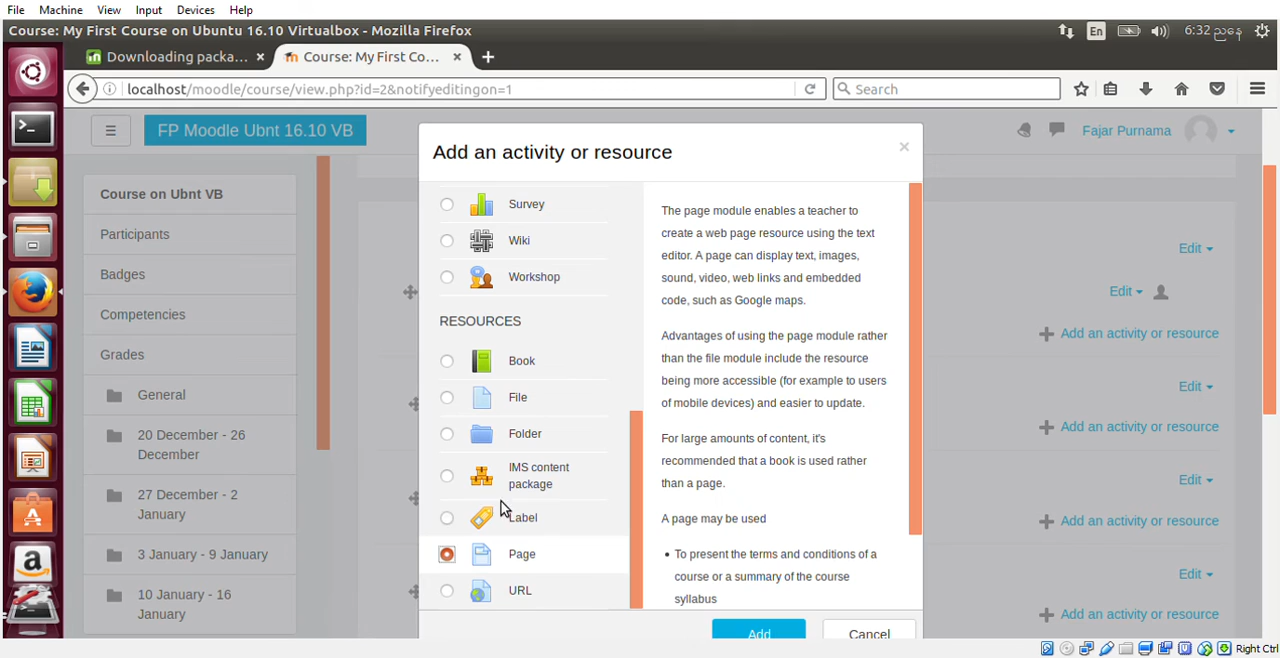 File Machine View Input Devices Help
Course: My First Course on Ubuntu 16.10 Virtualbox - Mozilla Firefox
En
6:32 ညနေ
Downloading packa... ×
Course: My First Co... ×
localhost/moodle/course/view.php?id=2&notifyeditingon=1
Search
FP Moodle Ubnt 16.10 VB
Fajar Purnama
Course on Ubnt VB
Participants
Badges
Competencies
Grades
General
20 December - 26
December
27 December - 2
January
3 January - 9 January
10 January - 16
January
Add an activity or resource
×
Survey
Wiki
Workshop
RESOURCES
Book
File
Folder
IMS content
package
Label
Page
URL
The page module enables a teacher to
create a web page resource using the text
editor. A page can display text, images,
sound, video, web links and embedded
code, such as Google maps.
Advantages of using the page module rather
than the file module include the resource
being more accessible (for example to users
of mobile devices) and easier to update.
For large amounts of content, it's
recommended that a book is used rather
than a page.
A page may be used
• To present the terms and conditions of a
course or a summary of the course
syllabus
Add
Cancel
Edit
Edit
Add an activity or resource
Edit
Add an activity or resource
Edit
Add an activity or resource
Edit
Add an activity or resource
Right Ctrl